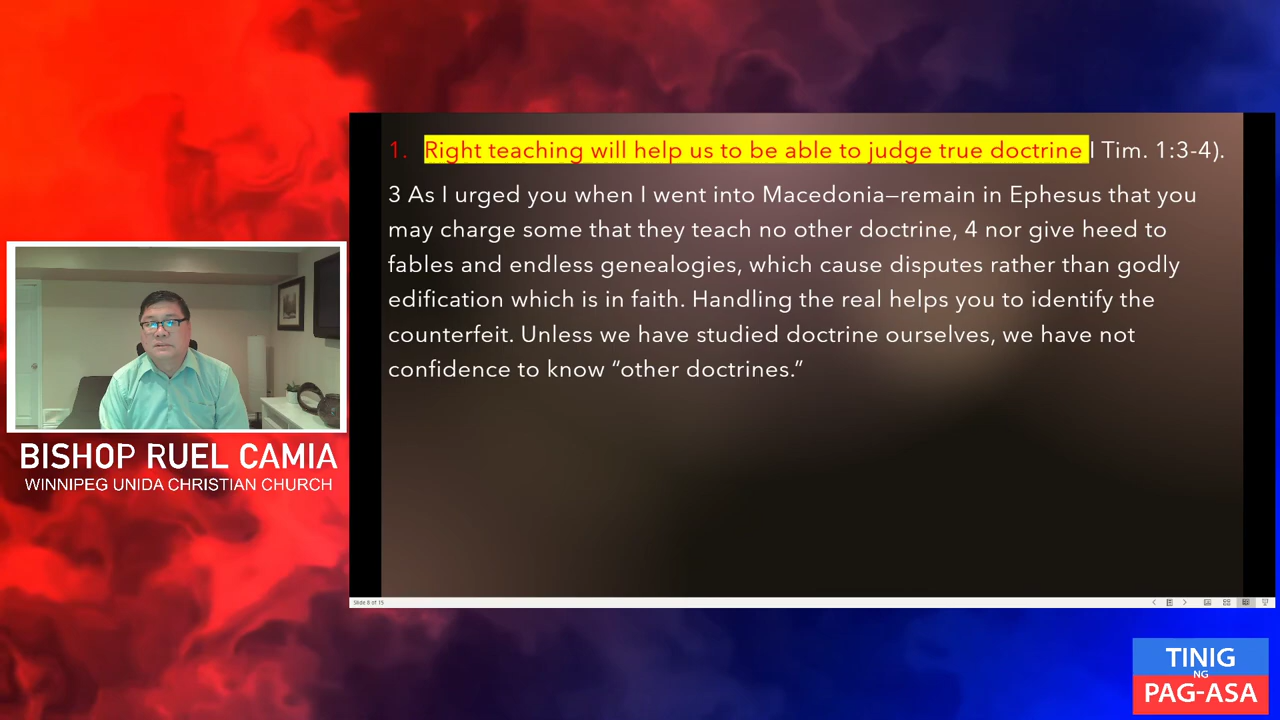 1. Right teaching will help us to be able to judge true doctrine I Tim. 1:3-4).
3 As I urged you when I went into Macedonia—remain in Ephesus that you
may charge some that they teach no other doctrine, 4 nor give heed to
fables and endless genealogies, which cause disputes rather than godly
edification which is in faith. Handling the real helps you to identify the
counterfeit. Unless we have studied doctrine ourselves, we have not
confidence to know “other doctrines.”
BISHOP RUEL CAMIA
WINNIPEG UNIDA CHRISTIAN CHURCH
Slide 8 of 15
TINIG
NG
PAG-ASA